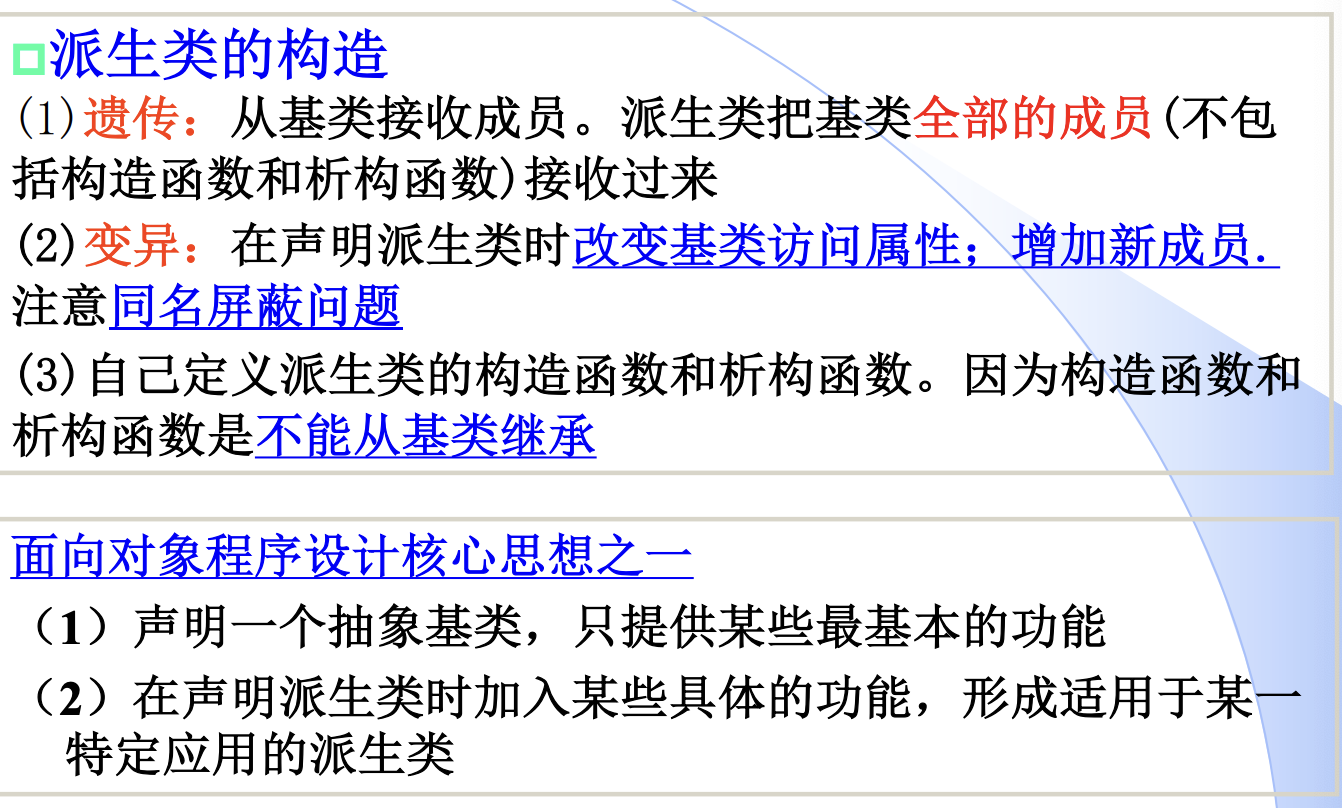 派生类的构造
(1)遗传：从基类接收成员。派生类把基类全部的成员(不包
括构造函数和析构函数)接收过来
(2)变异：在声明派生类时改变基类访问属性；增加新成员.
注意同名屏蔽问题
(3)自己定义派生类的构造函数和析构函数。因为构造函数和
析构函数是不能从基类继承
面向对象程序设计核心思想之一
（1）声明一个抽象基类，只提供某些最基本的功能
（2）在声明派生类时加入某些具体的功能，形成适用于某一
特定应用的派生类